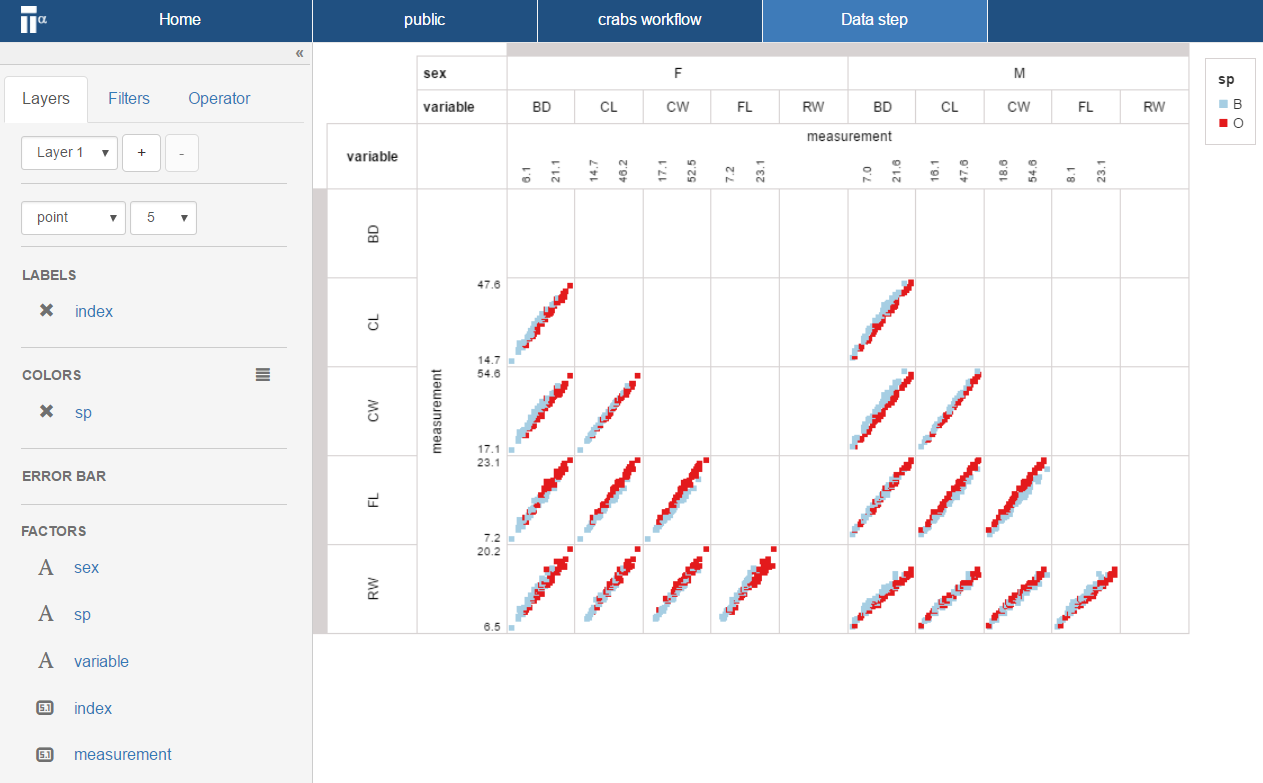 α Home public crabs workflow Data step
«
Layers Filters Operator
Layer 1 ▾ + -
point ▾ 5 ▾
LABELS
✖ index
COLORS
✖ sp
ERROR BAR
FACTORS
A sex
A sp
A variable
5.1 index
5.1 measurement
sex F M
variable BD CL CW FL RW BD CL CW FL RW
variable measurement
6.1 21.1 14.7 46.2 17.1 52.5 7.2 23.1 7.0 21.6 16.1 47.6 18.6 54.6 8.1 23.1
BD
measurement
47.6
CL
14.7
54.6
CW
17.1
23.1
FL
7.2
20.2
RW
6.5
sp
B
O